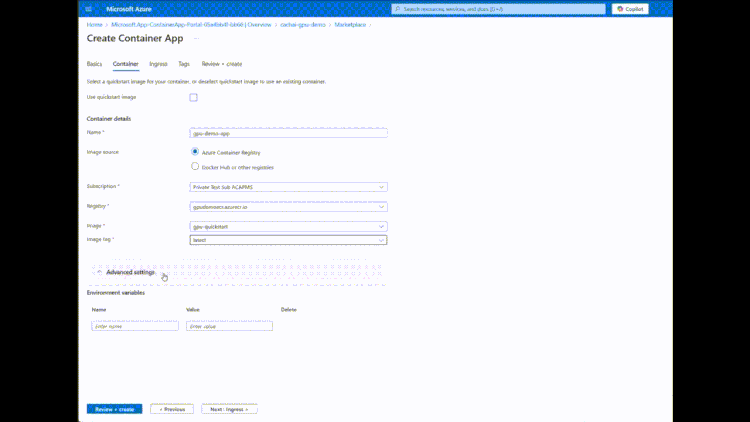 Microsoft Azure
Search resources, services, and docs (G+/)
Copilot
Home > Microsoft.App-ContainerApp-Portal | Overview > cachai-gpu-demo > Marketplace >
Create Container App ...
Basics Container Ingress Tags Review + create
Select a quickstart image for your container, or deselect quickstart image to use an existing container.
Use quickstart image
Container details
Name *
gpu-demo-app
Image source
Azure Container Registry
Docker Hub or other registries
Subscription *
Private Test Sub ACAPMS
Registry *
Image *
gpu-quickstart
Image tag *
latest
Advanced settings
Environment variables
Name Value Delete
Enter name Enter value
Review + create < Previous Next : Ingress >